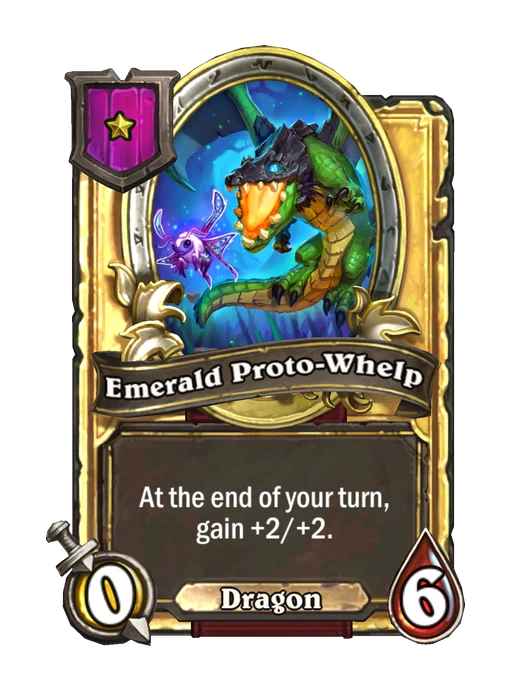 Emerald Proto-Whelp
At the end of your turn,
gain +2/+2.
0
Dragon
6